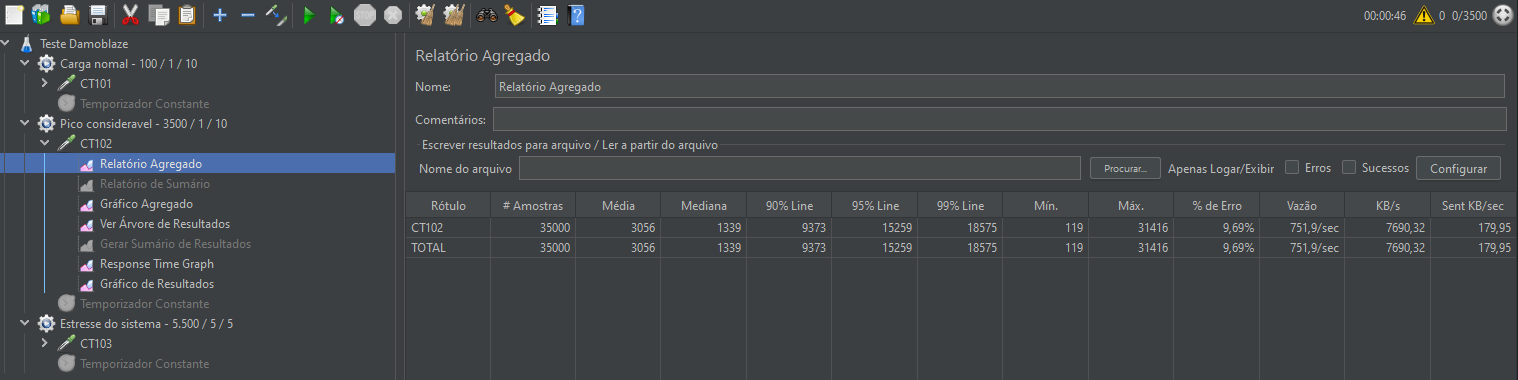 STOP
00:00:46 0 0/3500
Teste Damoblaze
Carga nomal - 100 / 1 / 10
CT101
Temporizador Constante
Pico consideravel - 3500 / 1 / 10
CT102
Relatório Agregado
Relatório de Sumário
Gráfico Agregado
Ver Árvore de Resultados
Gerar Sumário de Resultados
Response Time Graph
Gráfico de Resultados
Temporizador Constante
Estresse do sistema - 5.500 / 5 / 5
CT103
Temporizador Constante
Relatório Agregado
Nome: Relatório Agregado
Comentários:
Escrever resultados para arquivo / Ler a partir do arquivo
Nome do arquivo Procurar... Apenas Logar/Exibir Erros Sucessos Configurar
Rótulo # Amostras Média Mediana 90% Line 95% Line 99% Line Mín. Máx. % de Erro Vazão KB/s Sent KB/sec
CT102 35000 3056 1339 9373 15259 18575 119 31416 9,69% 751,9/sec 7690,32 179,95
TOTAL 35000 3056 1339 9373 15259 18575 119 31416 9,69% 751,9/sec 7690,32 179,95